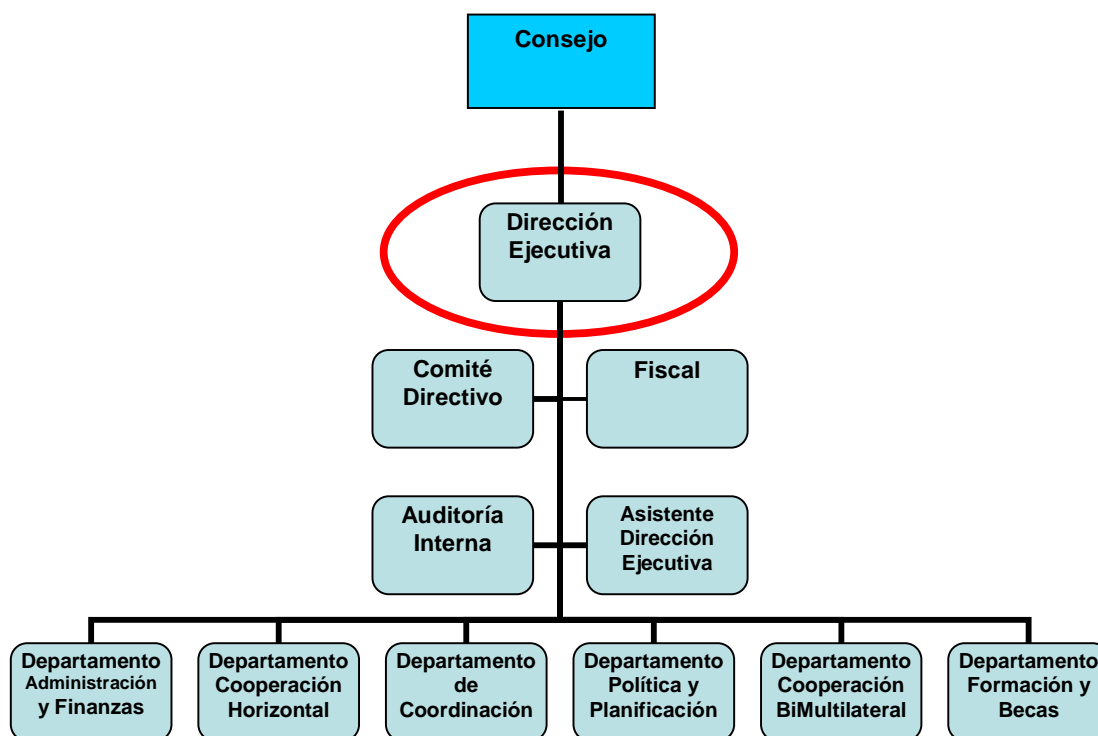 Consejo
Dirección
Ejecutiva
Comité
Directivo
Fiscal
Auditoría
Interna
Asistente
Dirección
Ejecutiva
Departamento
Administración
y Finanzas
Departamento
Cooperación
Horizontal
Departamento
de
Coordinación
Departamento
Política y
Planificación
Departamento
Cooperación
BiMultilateral
Departamento
Formación y
Becas